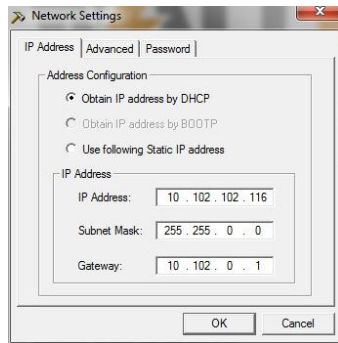 Network Settings
IP Address Advanced Password
Address Configuration
Obtain IP address by DHCP
Obtain IP address by BOOTP
Use following Static IP address
IP Address
IP Address: 10 . 102 . 102 . 116
Subnet Mask: 255 . 255 . 0 . 0
Gateway: 10 . 102 . 0 . 1
OK Cancel